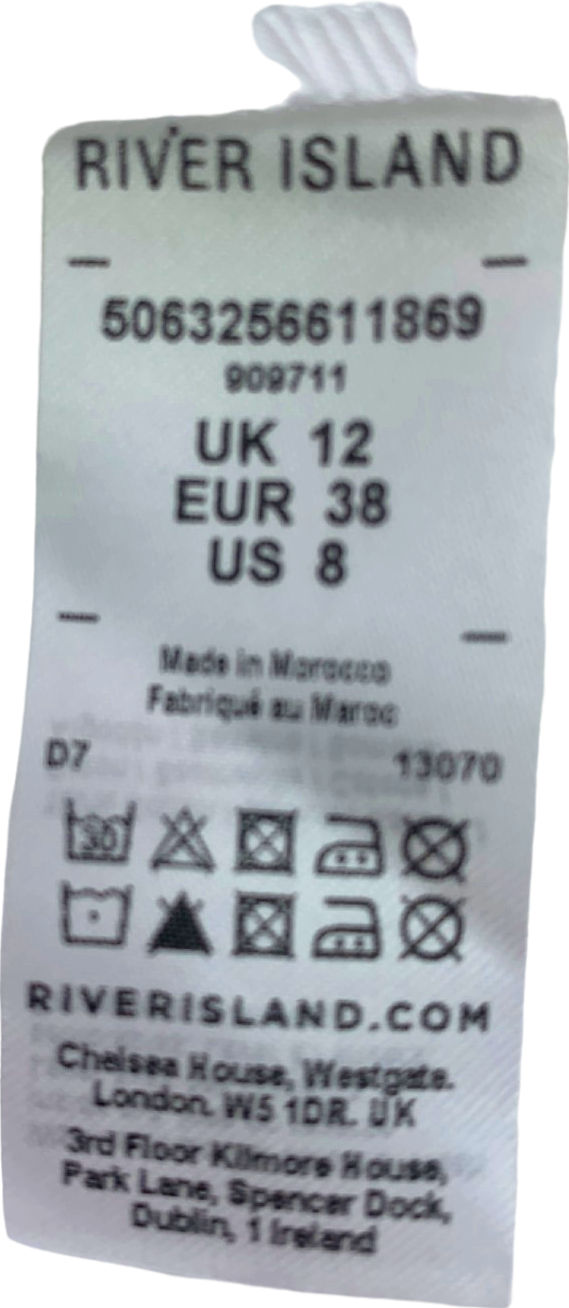 RIVER ISLAND
5063256611869
909711
UK 12
EUR 38
US 8
Made in Morocco
Fabriqué au Maroc
D7 13070
30
RIVERISLAND.COM
Chelsea House, Westgate.
London. W5 1DR. UK
3rd Floor Kilmore House,
Park Lane, Spencer Dock,
Dublin, 1 Ireland